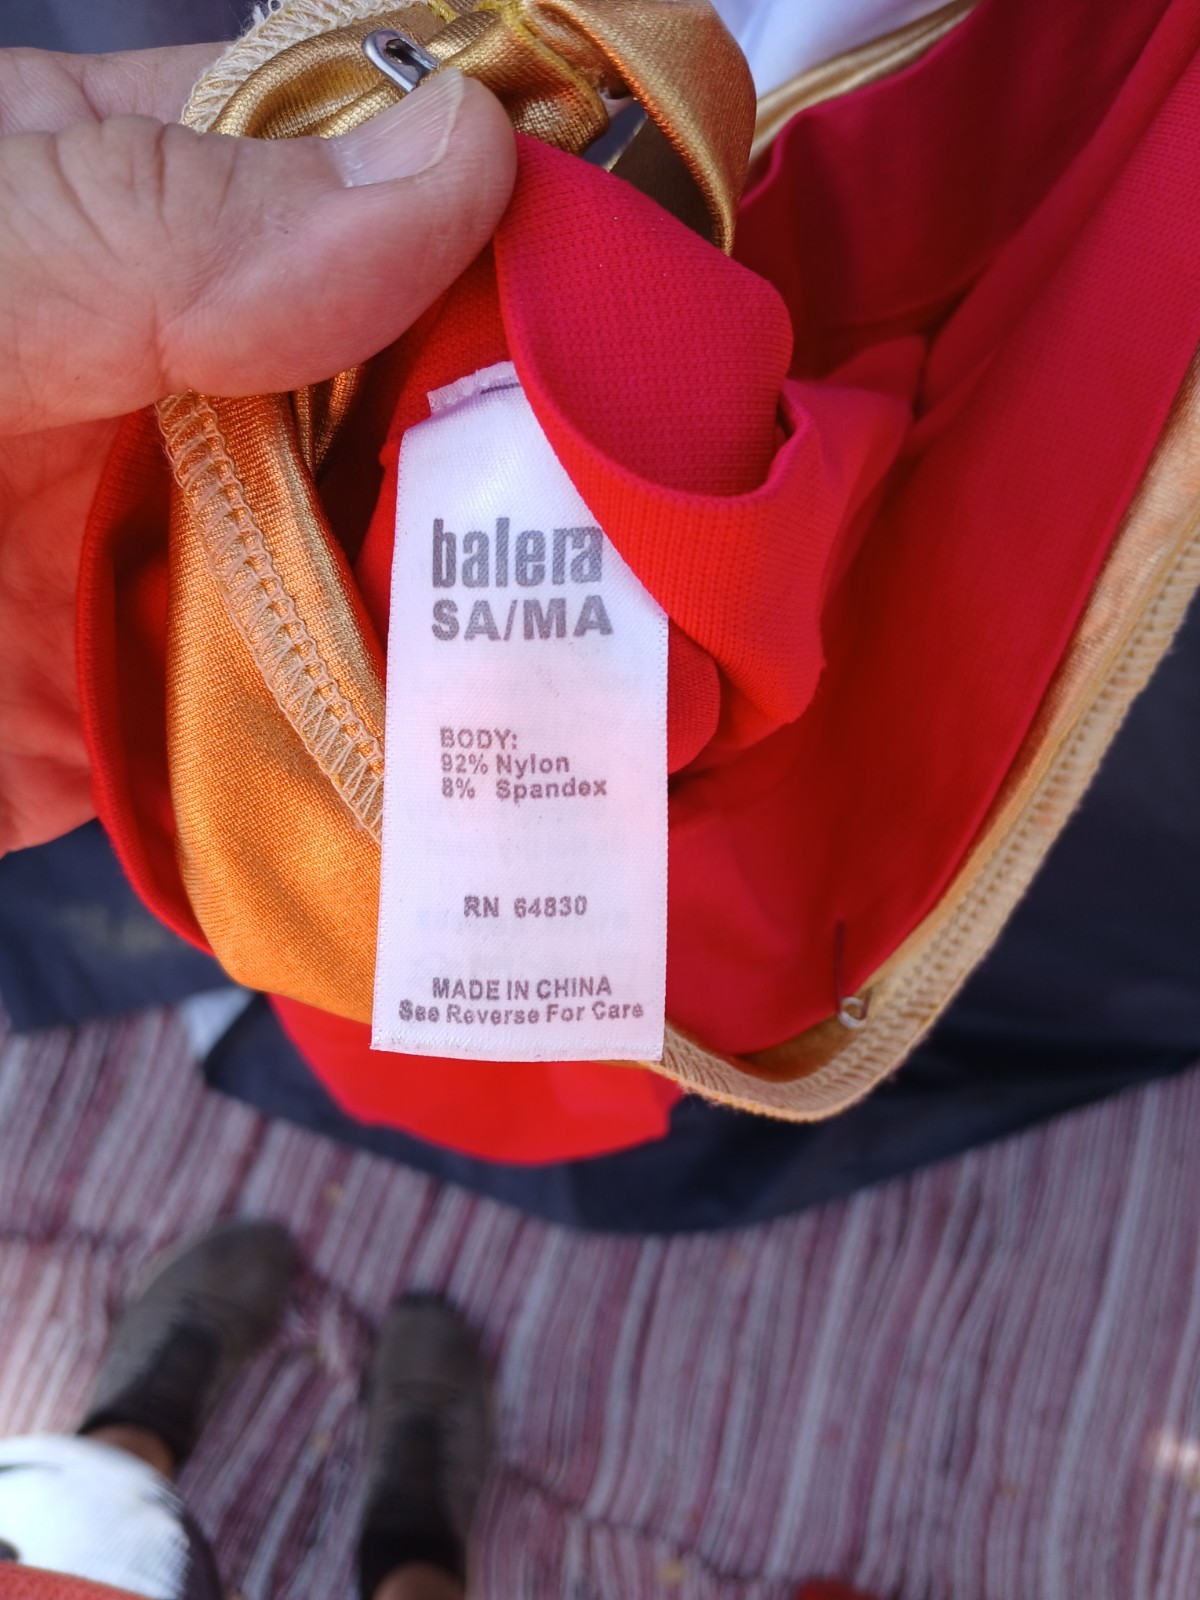 balera
SA/MA
BODY:
92% Nylon
8% Spandex
RN 64830
MADE IN CHINA
See Reverse For Care